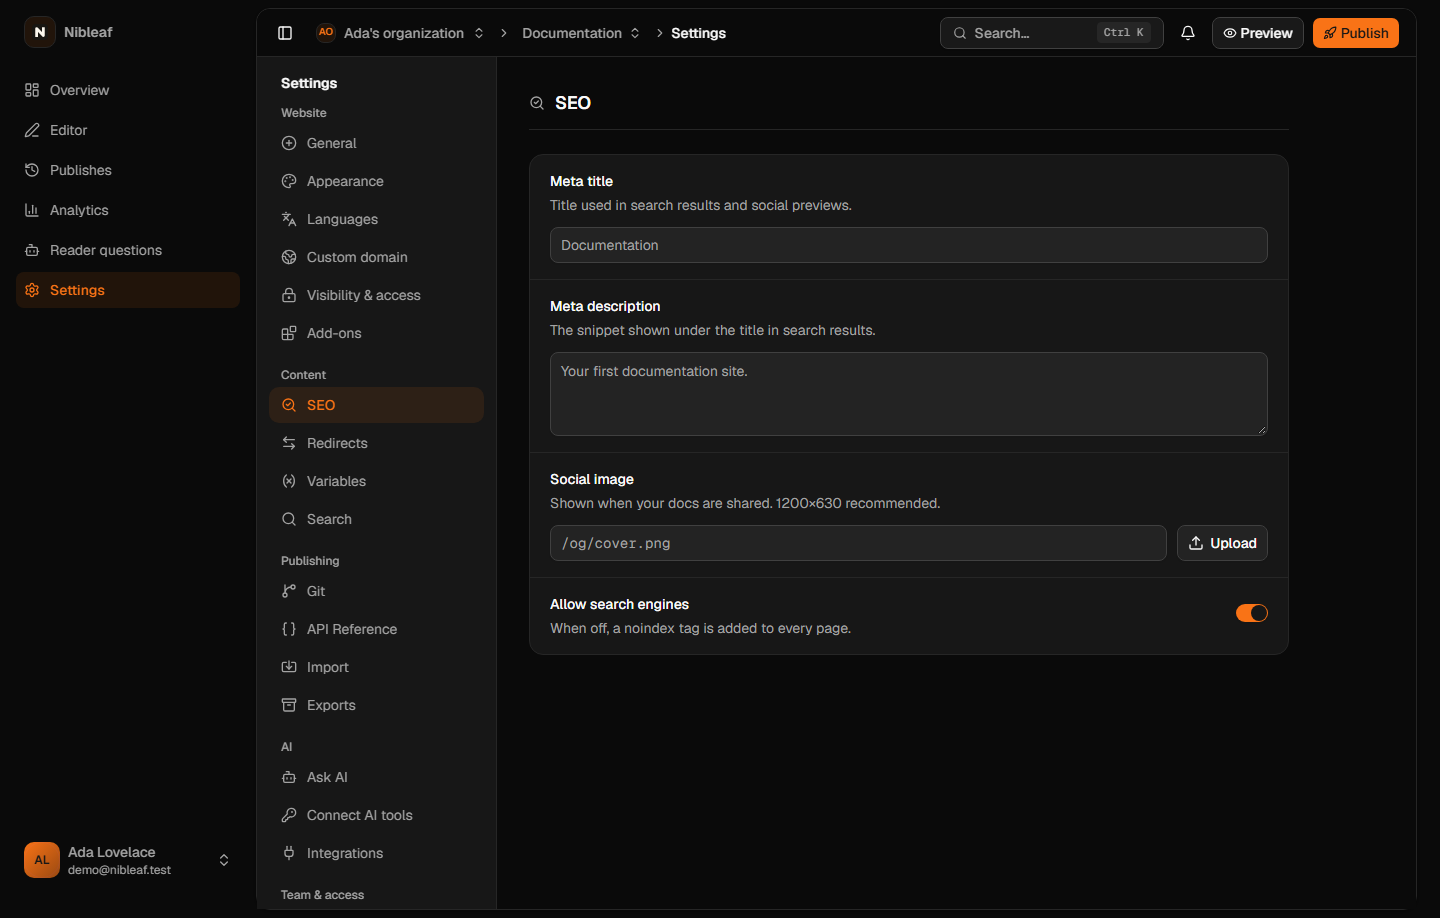 N Nibleaf
Overview
Editor
Publishes
Analytics
Reader questions
Settings
AL Ada Lovelace
demo@nibleaf.test
AO Ada's organization
Documentation
Settings
Search...
Ctrl K
Preview
Publish
Settings
Website
General
Appearance
Languages
Custom domain
Visibility & access
Add-ons
Content
SEO
Redirects
Variables
Search
Publishing
Git
API Reference
Import
Exports
AI
Ask AI
Connect AI tools
Integrations
Team & access
SEO
Meta title
Title used in search results and social previews.
Documentation
Meta description
The snippet shown under the title in search results.
Your first documentation site.
Social image
Shown when your docs are shared. 1200×630 recommended.
/og/cover.png
Upload
Allow search engines
When off, a noindex tag is added to every page.